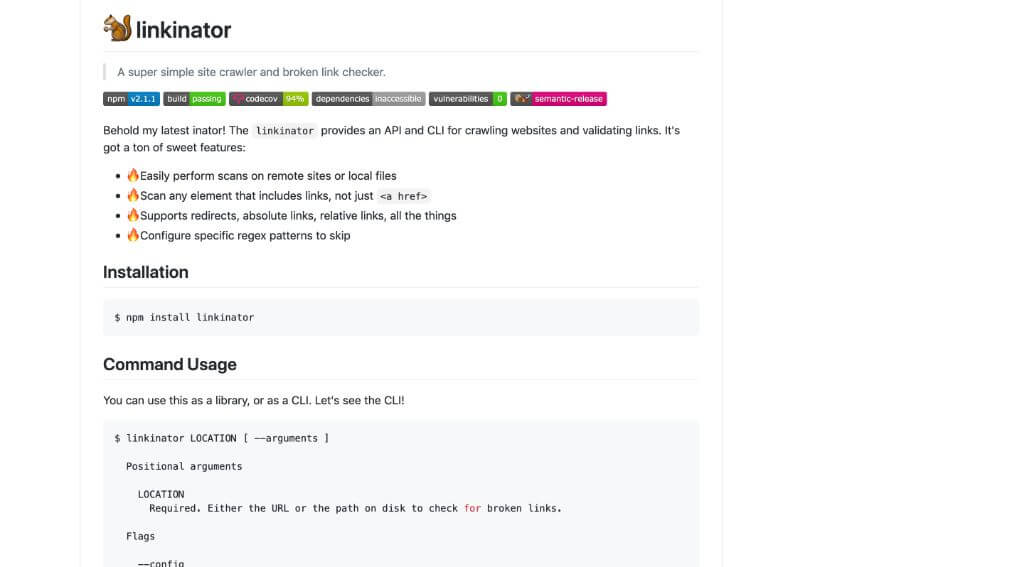 linkinator
A super simple site crawler and broken link checker.
npm v2.1.1 build passing codecov 94% dependencies inaccessible vulnerabilities 0 semantic-release
Behold my latest inator! The linkinator provides an API and CLI for crawling websites and validating links. It's
got a ton of sweet features:
• 🔥Easily perform scans on remote sites or local files
• 🔥Scan any element that includes links, not just <a href>
• 🔥Supports redirects, absolute links, relative links, all the things
• 🔥Configure specific regex patterns to skip
Installation
$ npm install linkinator
Command Usage
You can use this as a library, or as a CLI. Let's see the CLI!
$ linkinator LOCATION [ --arguments ]
Positional arguments
LOCATION
Required. Either the URL or the path on disk to check for broken links.
Flags
--config